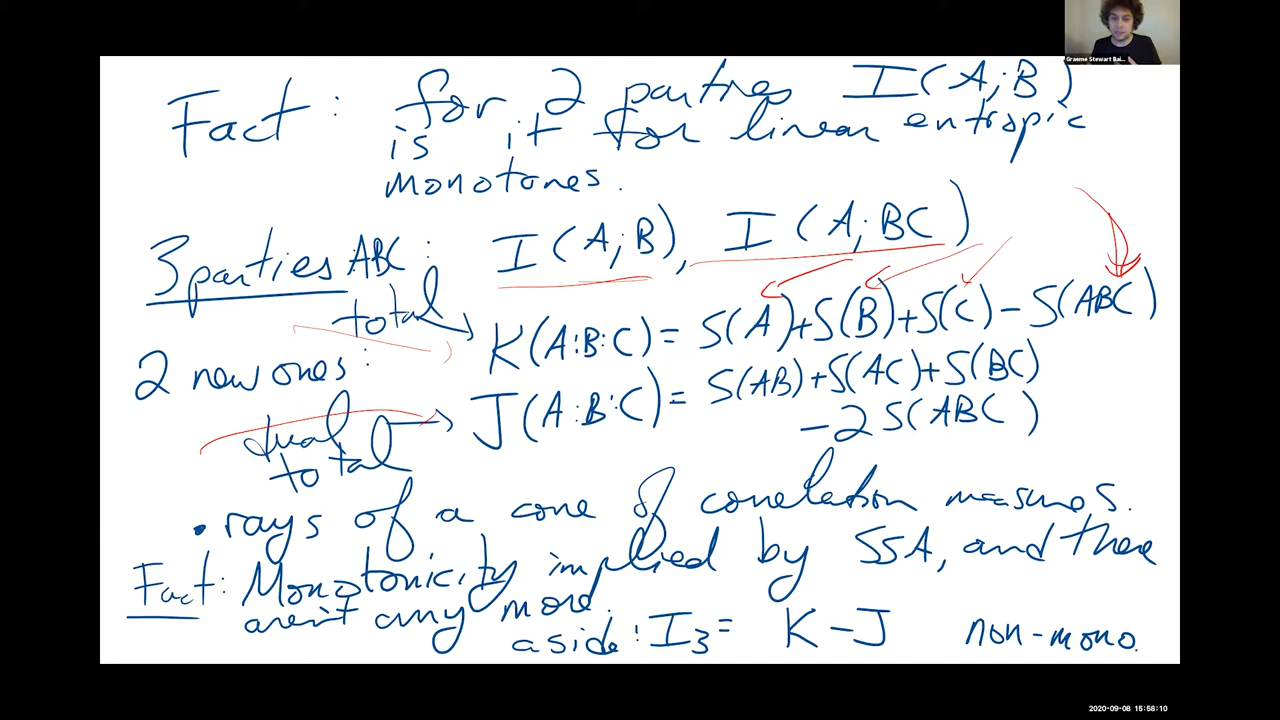 Graeme Stewart Bai...
Fact: for 2 parties I(A;B)
is it for linear entropic
monotones.
3 parties ABC: I(A;B), I(A;BC)
total → K(A:B:C) = S(A)+S(B)+S(C) - S(ABC)
2 new ones:
dual total → J(A:B:C) = S(AB)+S(AC)+S(BC)
-2S(ABC)
• rays of a cone of correlation measures.
Fact: Monotonicity implied by SSA, and there
aren't any more.
aside: I₃ = K-J non-mono.
2020-09-08 15:58:10